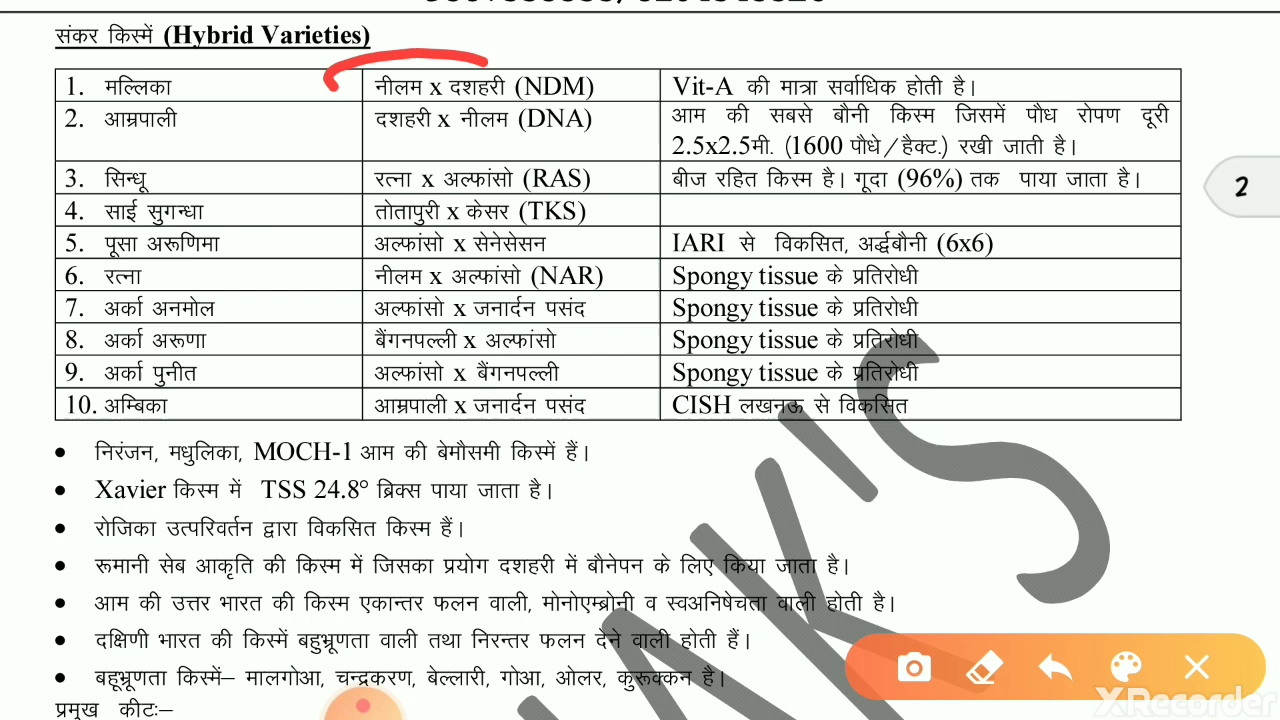 संकर किस्में (Hybrid Varieties)
1. मल्लिका नीलम x दशहरी (NDM) Vit-A की मात्रा सर्वाधिक होती है।
2. आम्रपाली दशहरी x नीलम (DNA) आम की सबसे बौनी किस्म जिसमें पौध रोपण दूरी
2.5x2.5मी. (1600 पौधे/हैक्ट.) रखी जाती है।
3. सिन्धू रत्ना x अल्फांसो (RAS) बीज रहित किस्म है। गूदा (96%) तक पाया जाता है।
4. साई सुगन्धा तोतापुरी x केसर (TKS)
5. पूसा अरूणिमा अल्फांसो x सेनेसेसन IARI से विकसित, अर्द्धबौनी (6x6)
6. रत्ना नीलम x अल्फांसो (NAR) Spongy tissue के प्रतिरोधी
7. अर्का अनमोल अल्फांसो x जनार्दन पसंद Spongy tissue के प्रतिरोधी
8. अर्का अरूणा बैंगनपल्ली x अल्फांसो Spongy tissue के प्रतिरोधी
9. अर्का पुनीत अल्फांसो x बैंगनपल्ली Spongy tissue के प्रतिरोधी
10. अम्बिका आम्रपाली x जनार्दन पसंद CISH लखनऊ से विकसित
• निरंजन, मधुलिका, MOCH-1 आम की बेमौसमी किस्में हैं।
• Xavier किस्म में TSS 24.8° ब्रिक्स पाया जाता है।
• रोजिका उत्परिवर्तन द्वारा विकसित किस्म हैं।
• रूमानी सेब आकृति की किस्म में जिसका प्रयोग दशहरी में बौनेपन के लिए किया जाता है।
• आम की उत्तर भारत की किस्म एकान्तर फलन वाली, मोनोएम्ब्रोनी व स्वअनिषेचता वाली होती है।
• दक्षिणी भारत की किस्में बहुभ्रूणता वाली तथा निरन्तर फलन देने वाली होती हैं।
• बहूभ्रूणता किस्में– मालगोआ, चन्द्रकरण, बेल्लारी, गोआ, ओलर, कुरूक्कन है।
प्रमुख कीटः–
2
AK'S
XRecorder